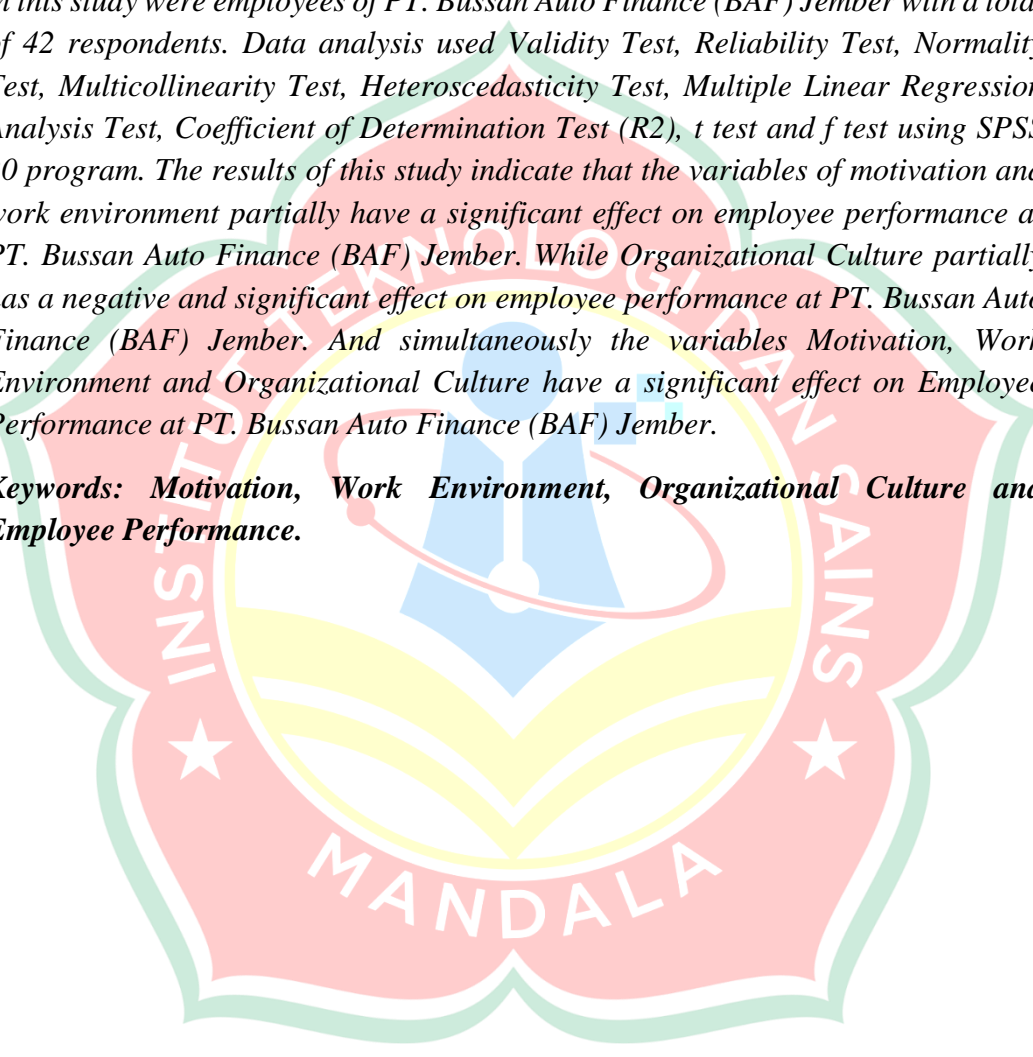 in this study were employees of PT. Bussan Auto Finance (BAF) Jember with a total
of 42 respondents. Data analysis used Validity Test, Reliability Test, Normality
Test, Multicollinearity Test, Heteroscedasticity Test, Multiple Linear Regression
Analysis Test, Coefficient of Determination Test (R2), t test and f test using SPSS
0 program. The results of this study indicate that the variables of motivation and
work environment partially have a significant effect on employee performance at
PT. Bussan Auto Finance (BAF) Jember. While Organizational Culture partially
has a negative and significant effect on employee performance at PT. Bussan Auto
Finance (BAF) Jember. And simultaneously the variables Motivation, Work
Environment and Organizational Culture have a significant effect on Employee
Performance at PT. Bussan Auto Finance (BAF) Jember.
Keywords: Motivation, Work Environment, Organizational Culture and
Employee Performance.
INSTITUT TEKNOLOGI DAN SAINS
MANDALA